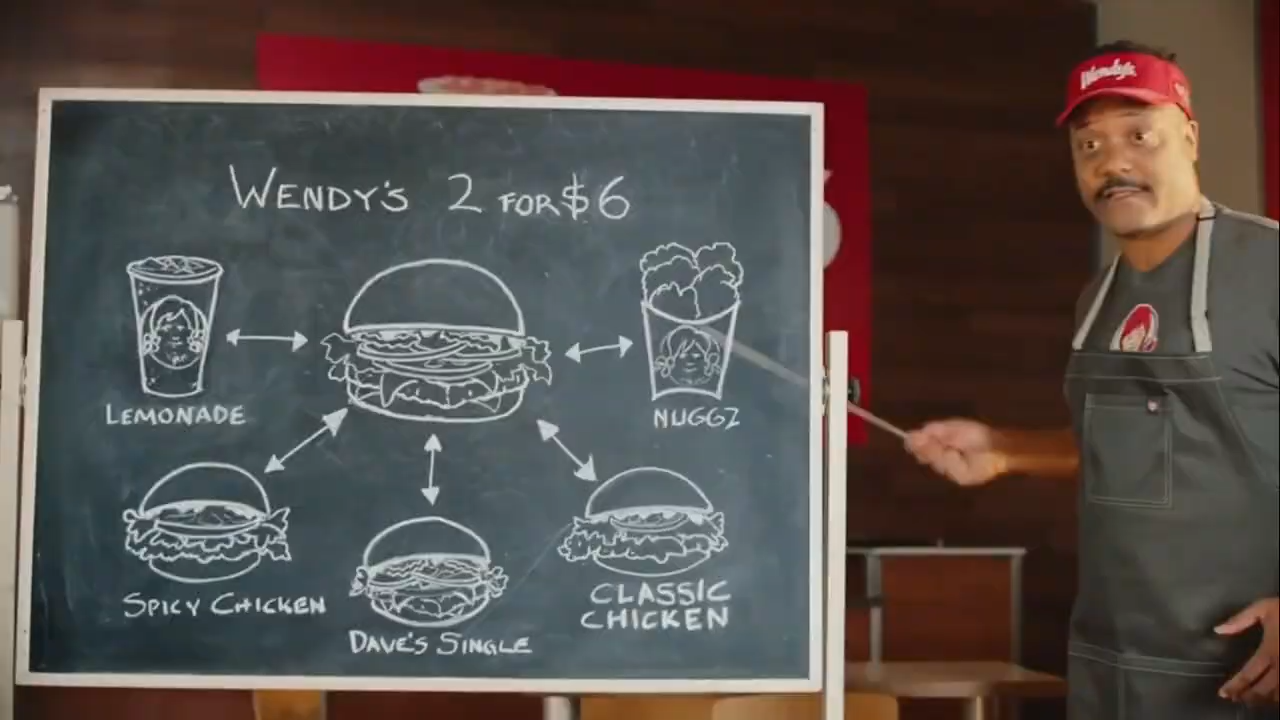 WENDY'S 2 FOR $6
LEMONADE
NUGGZ
SPICY CHICKEN
DAVE'S SINGLE
CLASSIC
CHICKEN
Wendy's